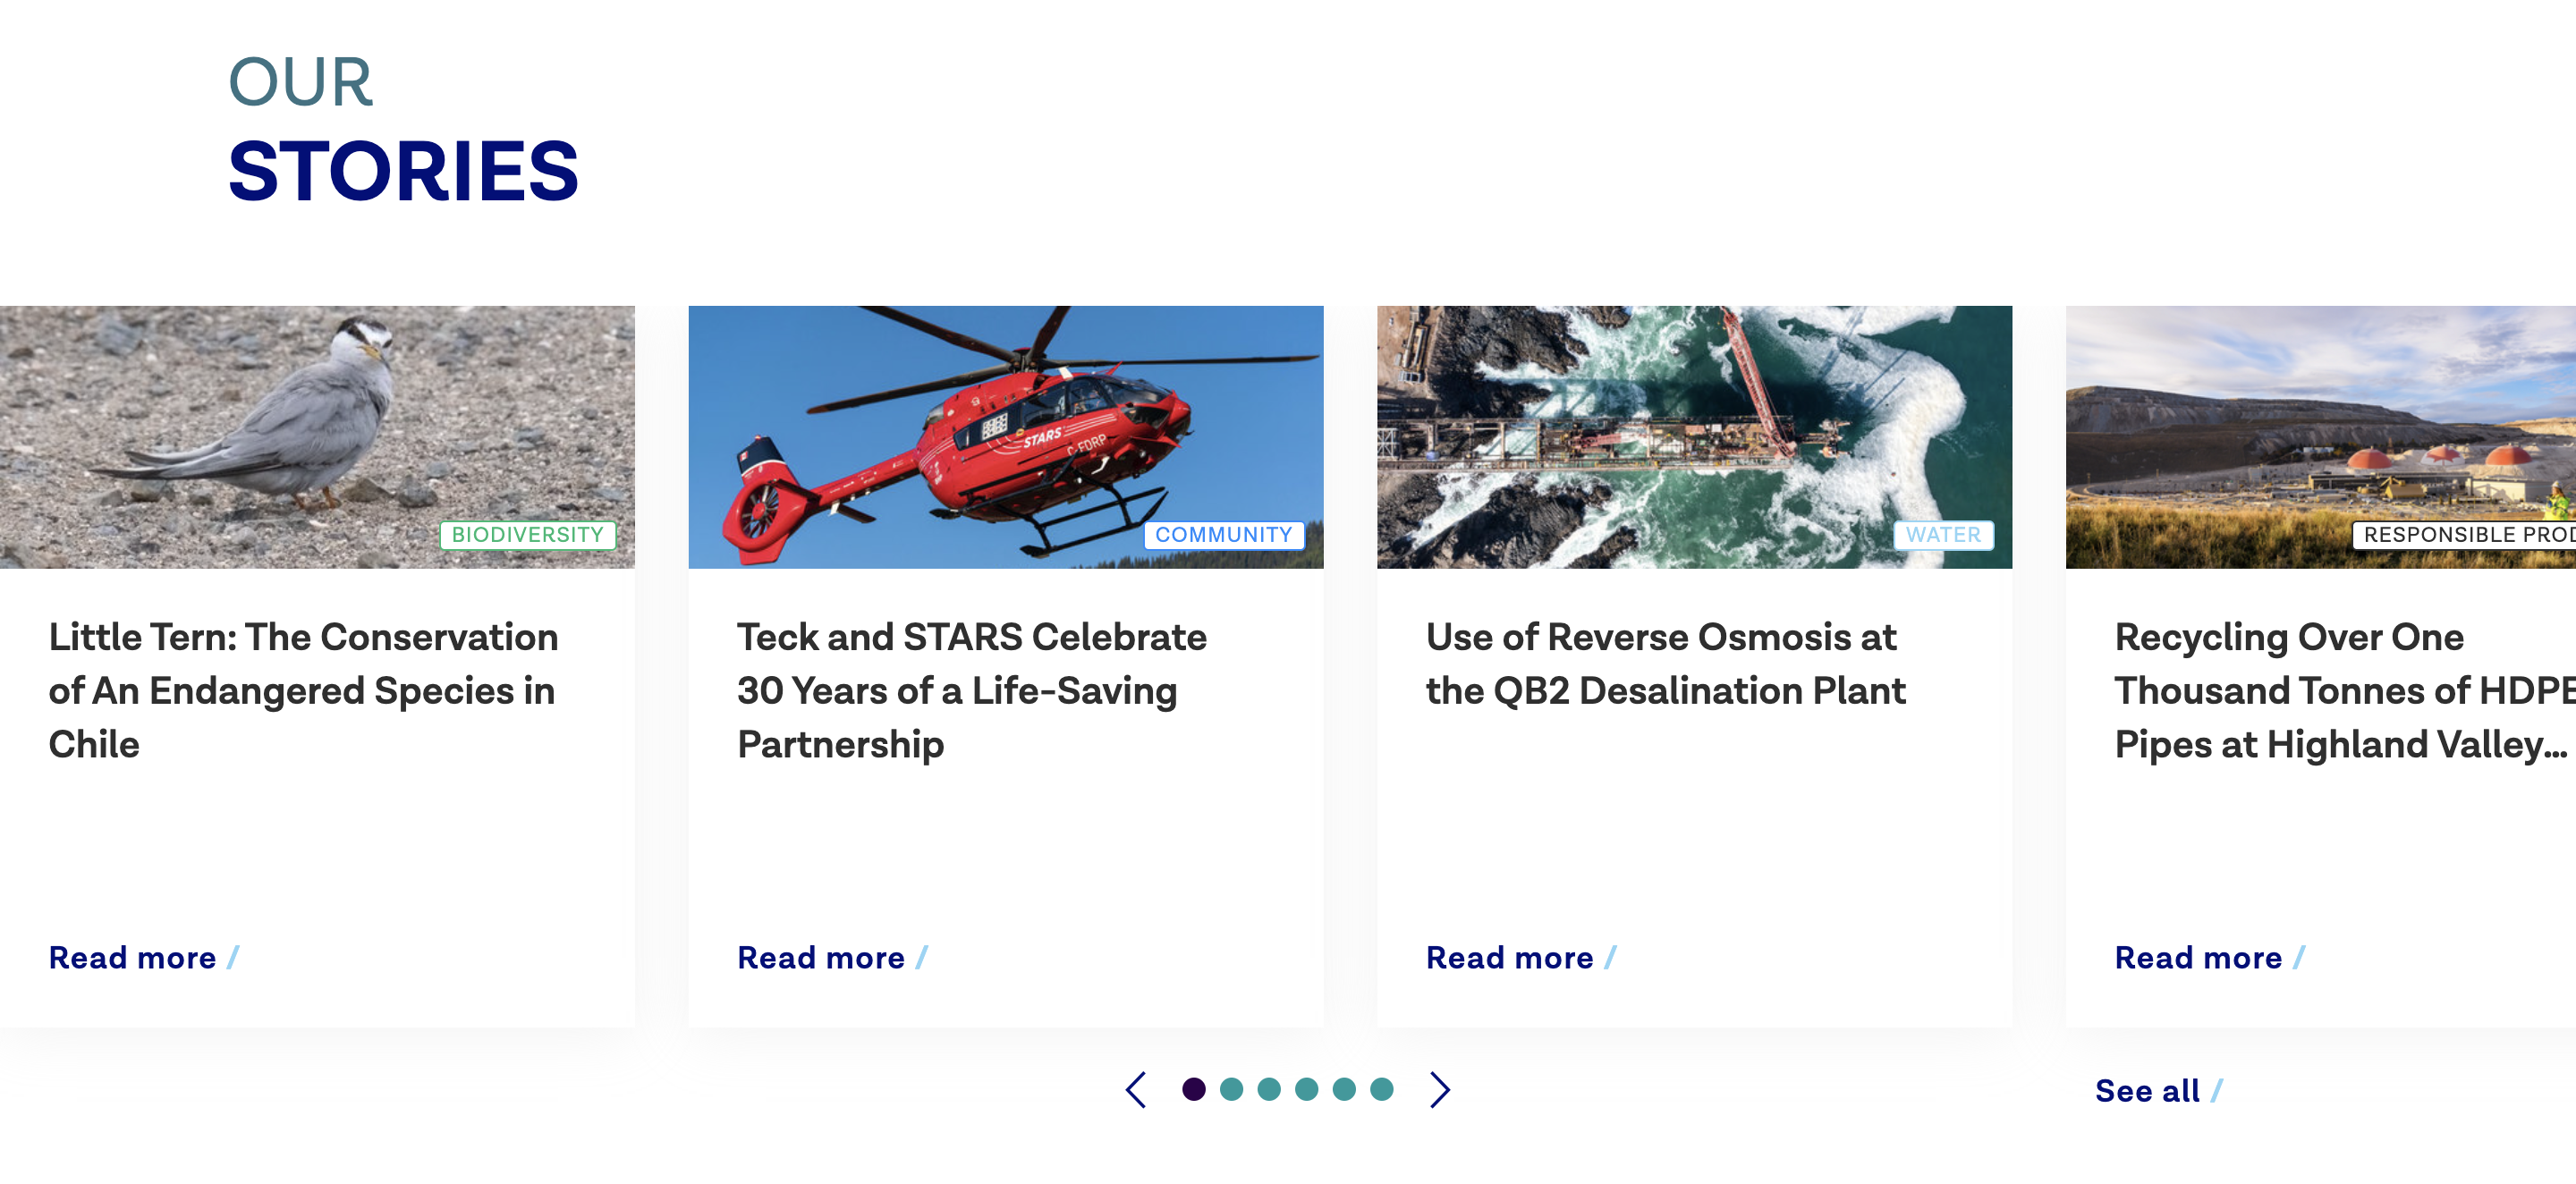 OUR
STORIES
BIODIVERSITY
Little Tern: The Conservation
of An Endangered Species in
Chile
Read more /
STARS
C-FDRP
COMMUNITY
Teck and STARS Celebrate
30 Years of a Life-Saving
Partnership
Read more /
WATER
Use of Reverse Osmosis at
the QB2 Desalination Plant
Read more /
RESPONSIBLE
Recycling Over One
Thousand Tonnes of HDPE
Pipes at Highland Valley...
Read more /
See all /